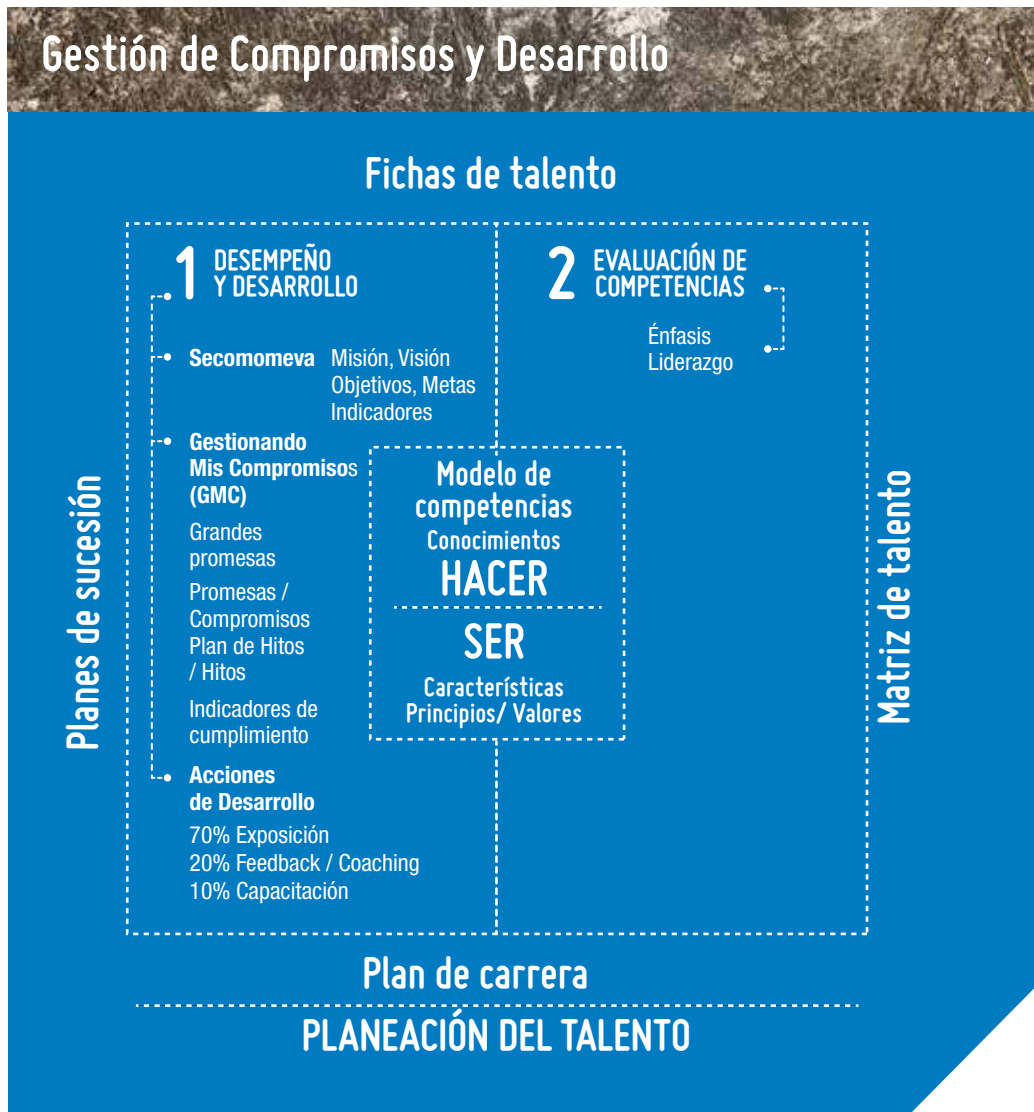 Gestión de Compromisos y Desarrollo
Fichas de talento
1 DESEMPEÑO
Y DESARROLLO
Secomomeva Misión, Visión
Objetivos, Metas
Indicadores
Gestionando
Mis Compromisos
(GMC)
Grandes
promesas
Promesas /
Compromisos
Plan de Hitos
/ Hitos
Indicadores de
cumplimiento
Acciones
de Desarrollo
70% Exposición
20% Feedback / Coaching
10% Capacitación
2 EVALUACIÓN DE
COMPETENCIAS
Énfasis
Liderazgo
Modelo de
competencias
Conocimientos
HACER
SER
Característicass
Principios/ Valores
Planes de sucesión
Matriz de talento
Plan de carrera
PLANEACIÓN DEL TALENTO